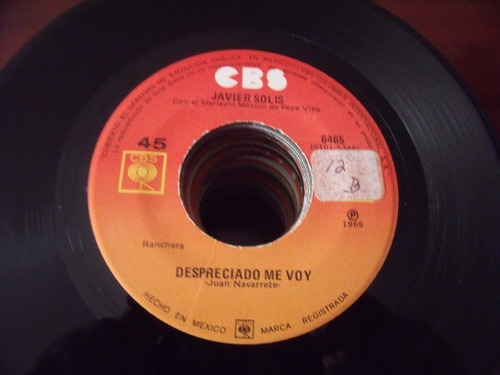 CBS
JAVIER SOLIS
Con el Mariachi México de Pepe Villa
45
6465
CBS
12
B
Ⓟ
1969
Ranchera
DESPRECIADO ME VOY
-Juan Navarrete-
HECHO EN MEXICO
MARCA REGISTRADA